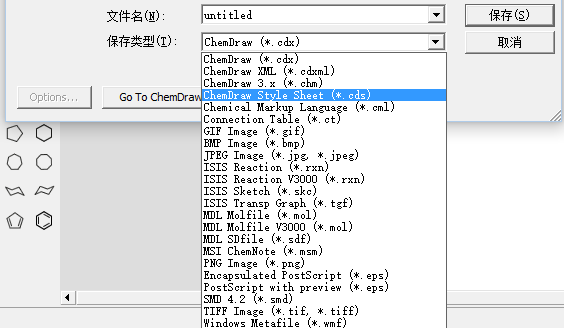 文件名(N):
untitled
保存(S)
保存类型(T):
ChemDraw (*.cdx)
取消
ChemDraw (*.cdx)
ChemDraw XML (*.cdxml)
ChemDraw 3.x (*.chm)
ChemDraw Style Sheet (*.cds)
Chemical Markup Language (*.cml)
Connection Table (*.ct)
GIF Image (*.gif)
BMP Image (*.bmp)
JPEG Image (*.jpg, *.jpeg)
ISIS Reaction (*.rxn)
ISIS Reaction V3000 (*.rxn)
ISIS Sketch (*.skc)
ISIS Transp Graph (*.tgf)
MDL Molfile (*.mol)
MDL Molfile V3000 (*.mol)
MDL SDfile (*.sdf)
MSI ChemNote (*.msm)
PNG Image (*.png)
Encapsulated PostScript (*.eps)
PostScript with preview (*.eps)
SMD 4.2 (*.smd)
TIFF Image (*.tif, *.tiff)
Windows Metafile (*.wmf)
Options...
Go To ChemDraw